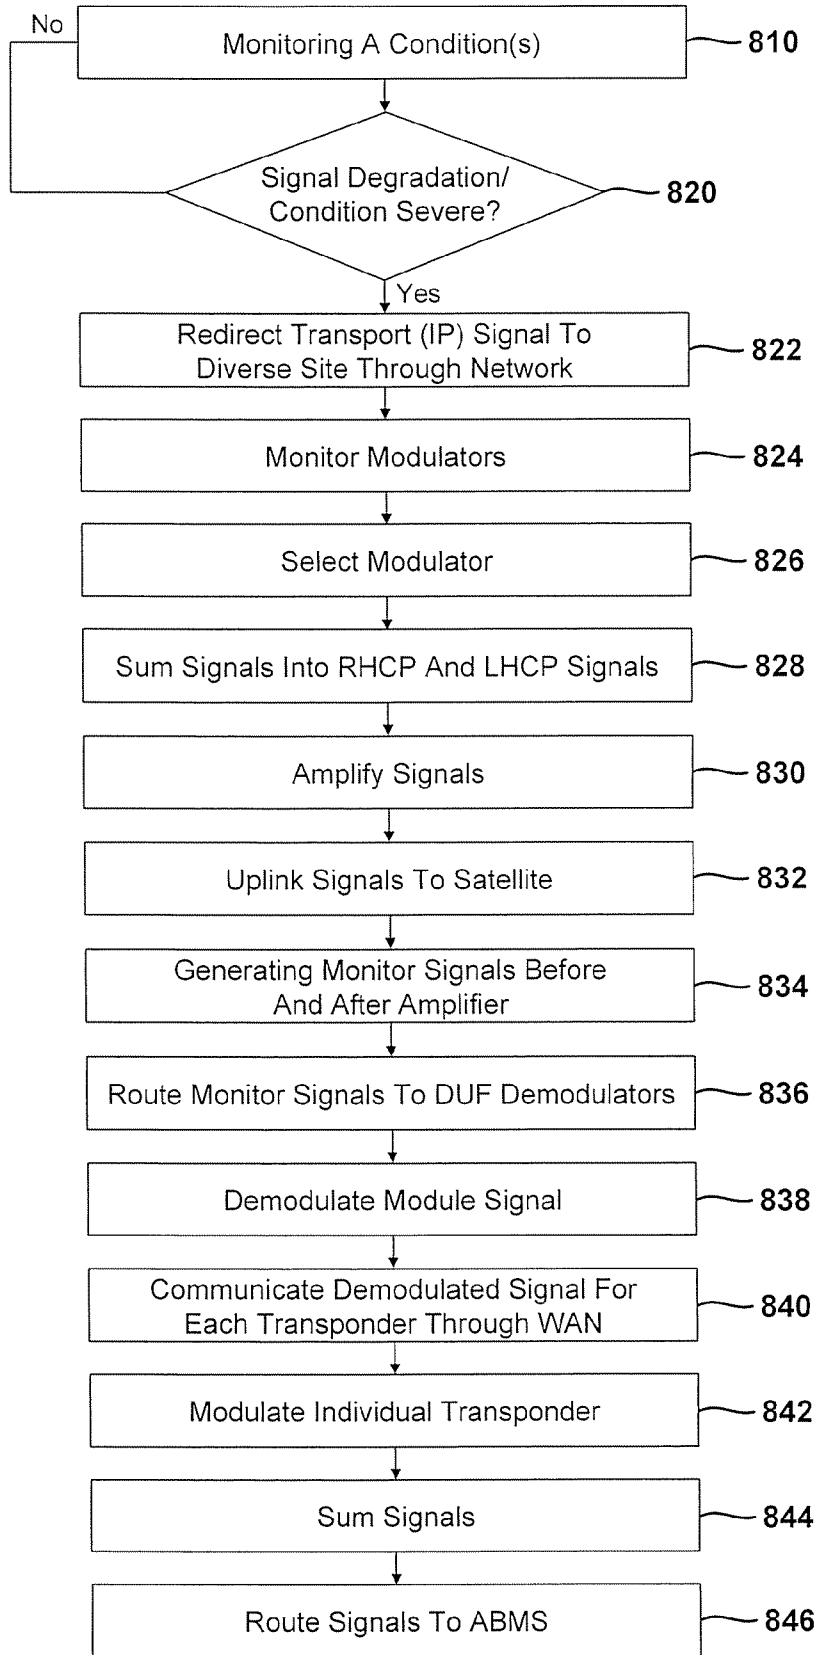 No
Monitoring A Condition(s)
810
Signal Degradation/
Condition Severe?
820
Yes
Redirect Transport (IP) Signal To
Diverse Site Through Network
822
Monitor Modulators
824
Select Modulator
826
Sum Signals Into RHCP And LHCP Signals
828
Amplify Signals
830
Uplink Signals To Satellite
832
Generating Monitor Signals Before
And After Amplifier
834
Route Monitor Signals To DUF Demodulators
836
Demodulate Module Signal
838
Communicate Demodulated Signal For
Each Transponder Through WAN
840
Modulate Individual Transponder
842
Sum Signals
844
Route Signals To ABMS
846